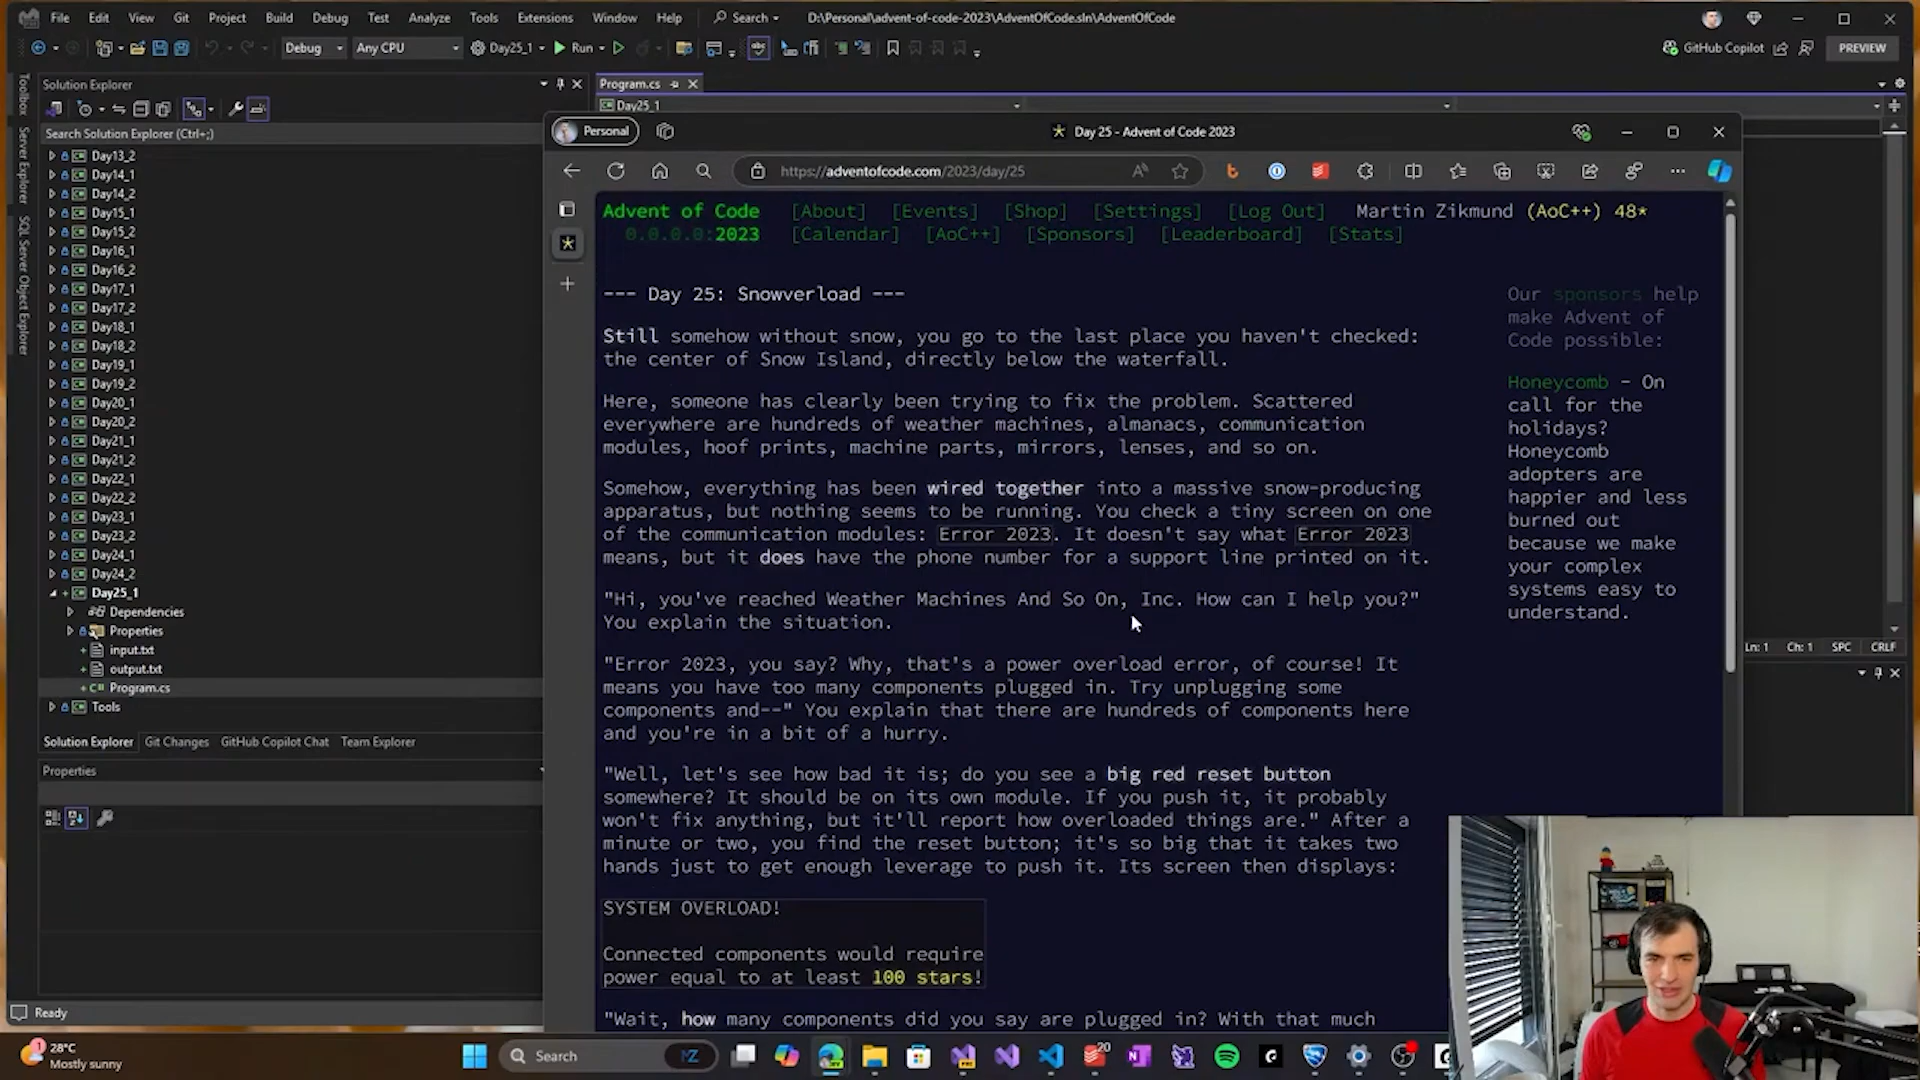 File Edit View Git Project Build Debug Test Analyze Tools Extensions Window Help Search D:\Personal\advent-of-code-2023\AdventOfCode.sln\AdventOfCode
Debug Any CPU Day25_1 Run GitHub Copilot PREVIEW
Toolbox
Server Explorer
SQL Server Object Explorer
Solution Explorer
Search Solution Explorer (Ctrl+;)
Day13_2
Day14_1
Day14_2
Day15_1
Day15_2
Day16_1
Day16_2
Day17_1
Day17_2
Day18_1
Day18_2
Day19_1
Day19_2
Day20_1
Day20_2
Day21_1
Day21_2
Day22_1
Day22_2
Day23_1
Day23_2
Day24_1
Day24_2
Day25_1
Dependencies
Properties
input.txt
output.txt
Program.cs
Tools
Solution Explorer Git Changes GitHub Copilot Chat Team Explorer
Properties
Program.cs
Day25_1
Personal Day 25 - Advent of Code 2023
https://adventofcode.com/2023/day/25
Advent of Code [About] [Events] [Shop] [Settings] [Log Out] Martin Zikmund (AoC++) 48*
0.0.0.0:2023 [Calendar] [AoC++] [Sponsors] [Leaderboard] [Stats]
--- Day 25: Snowverload ---
Still somehow without snow, you go to the last place you haven't checked:
the center of Snow Island, directly below the waterfall.
Here, someone has clearly been trying to fix the problem. Scattered
everywhere are hundreds of weather machines, almanacs, communication
modules, hoof prints, machine parts, mirrors, lenses, and so on.
Somehow, everything has been wired together into a massive snow-producing
apparatus, but nothing seems to be running. You check a tiny screen on one
of the communication modules: Error 2023. It doesn't say what Error 2023
means, but it does have the phone number for a support line printed on it.
"Hi, you've reached Weather Machines And So On, Inc. How can I help you?"
You explain the situation.
"Error 2023, you say? Why, that's a power overload error, of course! It
means you have too many components plugged in. Try unplugging some
components and--" You explain that there are hundreds of components here
and you're in a bit of a hurry.
"Well, let's see how bad it is; do you see a big red reset button
somewhere? It should be on its own module. If you push it, it probably
won't fix anything, but it'll report how overloaded things are." After a
minute or two, you find the reset button; it's so big that it takes two
hands just to get enough leverage to push it. Its screen then displays:
SYSTEM OVERLOAD!
Connected components would require
power equal to at least 100 stars!
"Wait, how many components did you say are plugged in? With that much
Our sponsors help
make Advent of
Code possible:
Honeycomb - On
call for the
holidays?
Honeycomb
adopters are
happier and less
burned out
because we make
your complex
systems easy to
understand.
Ln: 1 Ch: 1 SPC CRLF
Ready
28°C
Mostly sunny
Search
20